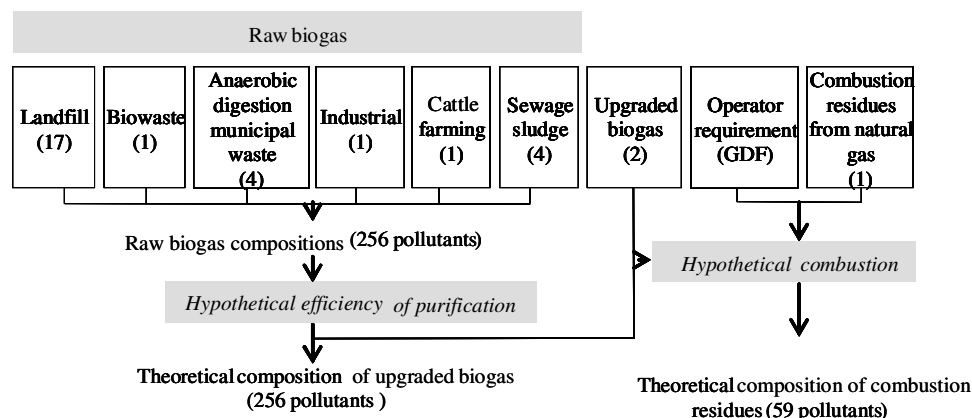 Raw biogas
Landfill
(17)
Biowaste
(1)
Anaerobic
digestion
municipal
waste
(4)
Industrial
(1)
Cattle
farming
(1)
Sewage
sludge
(4)
Upgraded
biogas
(2)
Operator
requirement
(GDF)
Combustion
residues
from natural
gas
(1)
Raw biogas compositions (256 pollutants)
Hypothetical combustion
Hypothetical efficiency of purification
Theoretical composition of upgraded biogas
(256 pollutants )
Theoretical composition of combustion
residues (59 pollutants)